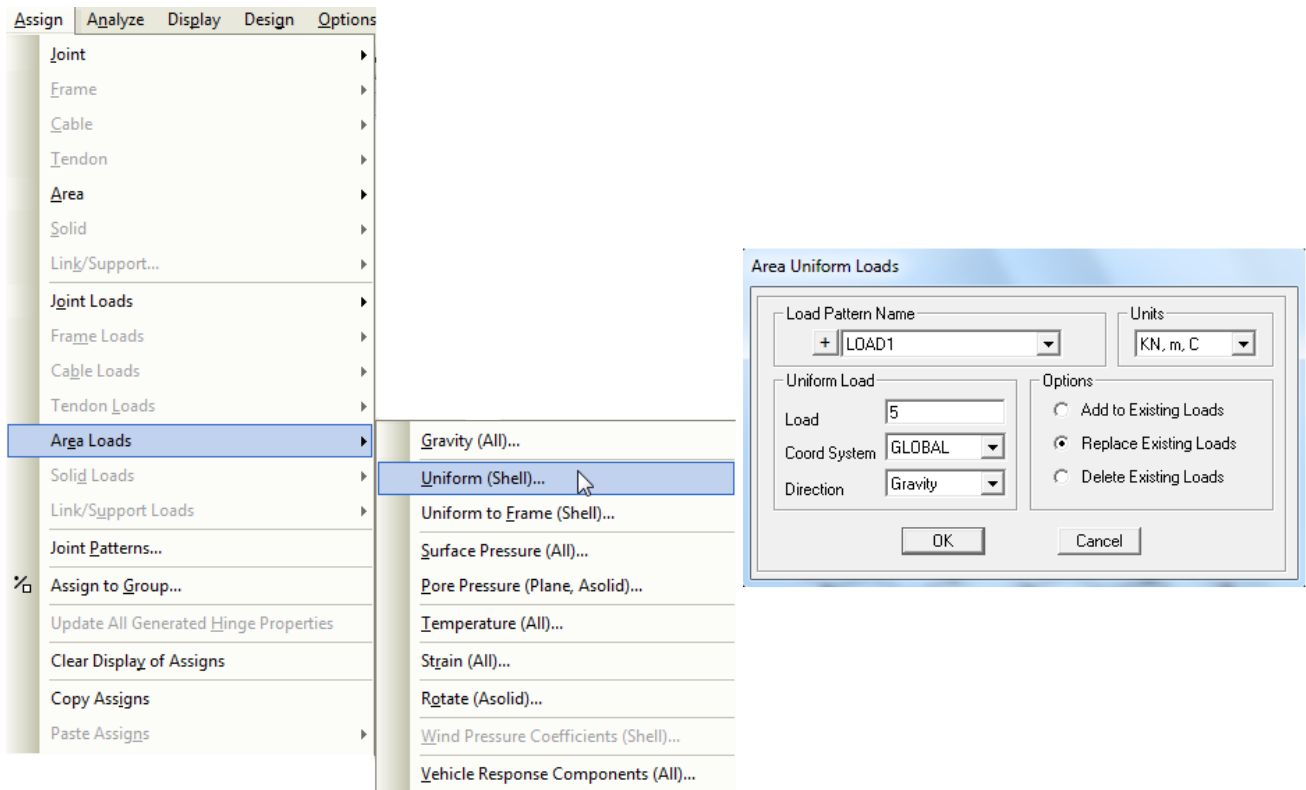 Assign Analyze Display Design Options
Joint
Frame
Cable
Tendon
Area
Solid
Link/Support...
Joint Loads
Frame Loads
Cable Loads
Tendon Loads
Area Loads
Solid Loads
Link/Support Loads
Joint Patterns...
Assign to Group...
Update All Generated Hinge Properties
Clear Display of Assigns
Copy Assigns
Paste Assigns
Gravity (All)...
Uniform (Shell)...
Uniform to Frame (Shell)...
Surface Pressure (All)...
Pore Pressure (Plane, Asolid)...
Temperature (All)...
Strain (All)...
Rotate (Asolid)...
Wind Pressure Coefficients (Shell)...
Vehicle Response Components (All)...
Area Uniform Loads
Load Pattern Name
+ LOAD1
Units
KN, m, C
Uniform Load
Load 5
Coord System GLOBAL
Direction Gravity
Options
Add to Existing Loads
Replace Existing Loads
Delete Existing Loads
OK Cancel